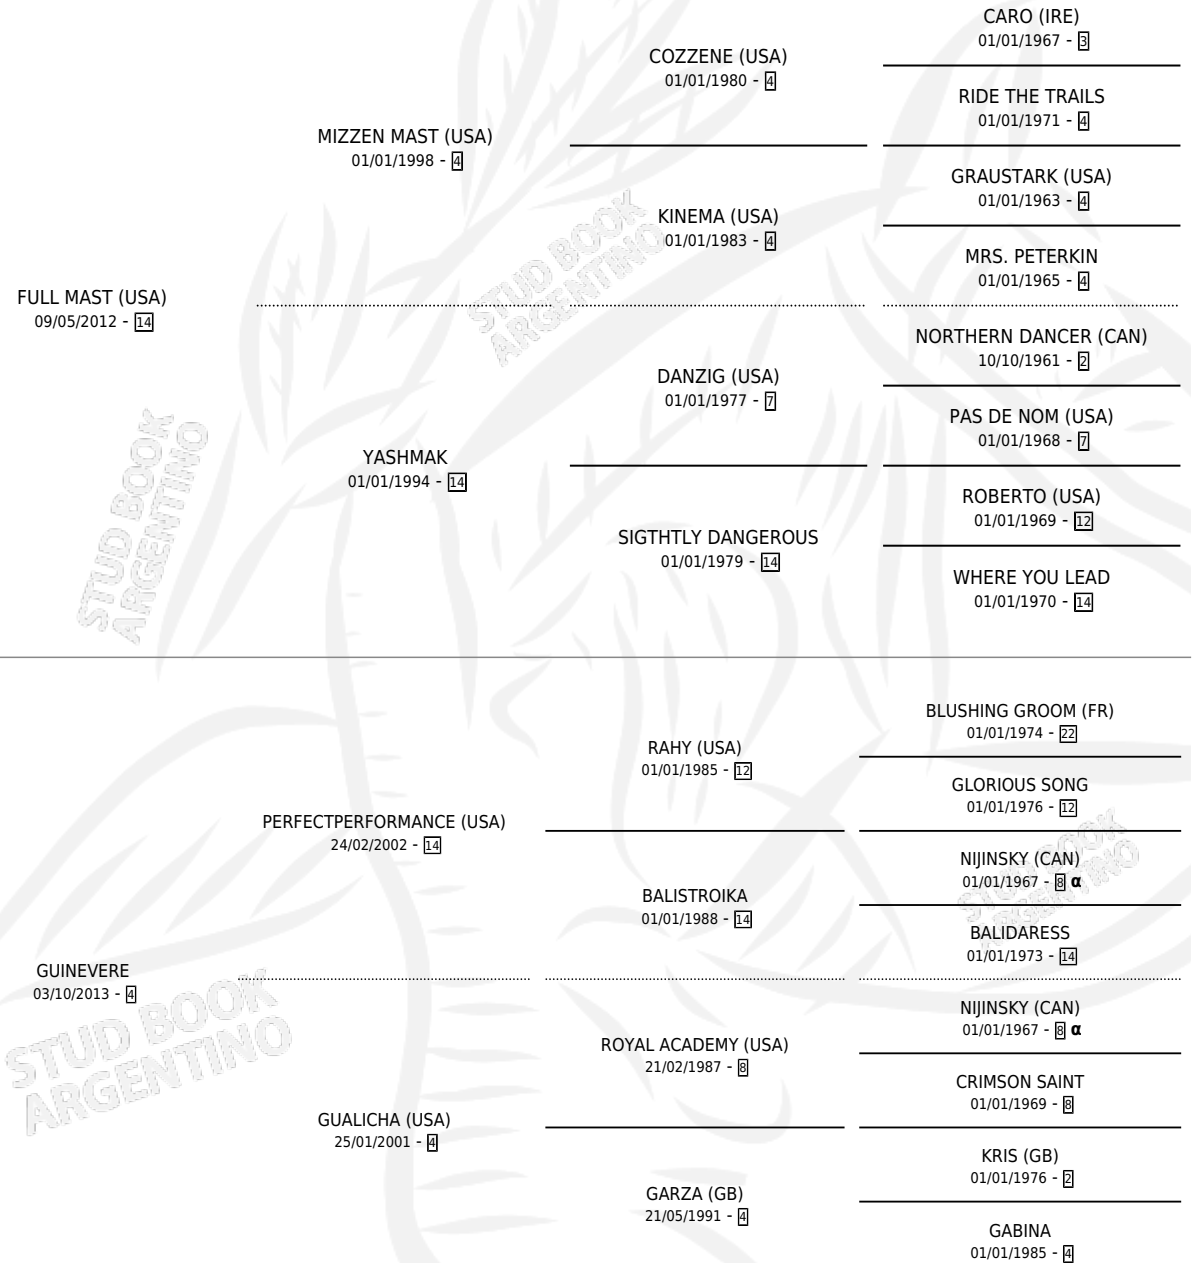 CARO (IRE)
01/01/1967 - 3
COZZENE (USA)
01/01/1980 - 4
RIDE THE TRAILS
01/01/1971 - 4
MIZZEN MAST (USA)
01/01/1998 - 4
GRAUSTARK (USA)
01/01/1963 - 4
KINEMA (USA)
01/01/1983 - 4
MRS. PETERKIN
01/01/1965 - 4
FULL MAST (USA)
09/05/2012 - 14
NORTHERN DANCER (CAN)
10/10/1961 - 2
DANZIG (USA)
01/01/1977 - 7
PAS DE NOM (USA)
01/01/1968 - 7
YASHMAK
01/01/1994 - 14
ROBERTO (USA)
01/01/1969 - 12
SIGTHTLY DANGEROUS
01/01/1979 - 14
WHERE YOU LEAD
01/01/1970 - 14
BLUSHING GROOM (FR)
01/01/1974 - 22
RAHY (USA)
01/01/1985 - 12
GLORIOUS SONG
01/01/1976 - 12
PERFECTPERFORMANCE (USA)
24/02/2002 - 14
NIJINSKY (CAN)
01/01/1967 - 8 α
BALISTROIKA
01/01/1988 - 14
BALIDARESS
01/01/1973 - 14
GUINEVERE
03/10/2013 - 4
NIJINSKY (CAN)
01/01/1967 - 8 α
ROYAL ACADEMY (USA)
21/02/1987 - 8
CRIMSON SAINT
01/01/1969 - 8
GUALICHA (USA)
25/01/2001 - 4
KRIS (GB)
01/01/1976 - 2
GARZA (GB)
21/05/1991 - 4
GABINA
01/01/1985 - 4
STUD BOOK
ARGENTINO
STUD BOOK
ARGENTINO
STUD BOOK
ARGENTINO
STUD BOOK
ARGENTINO